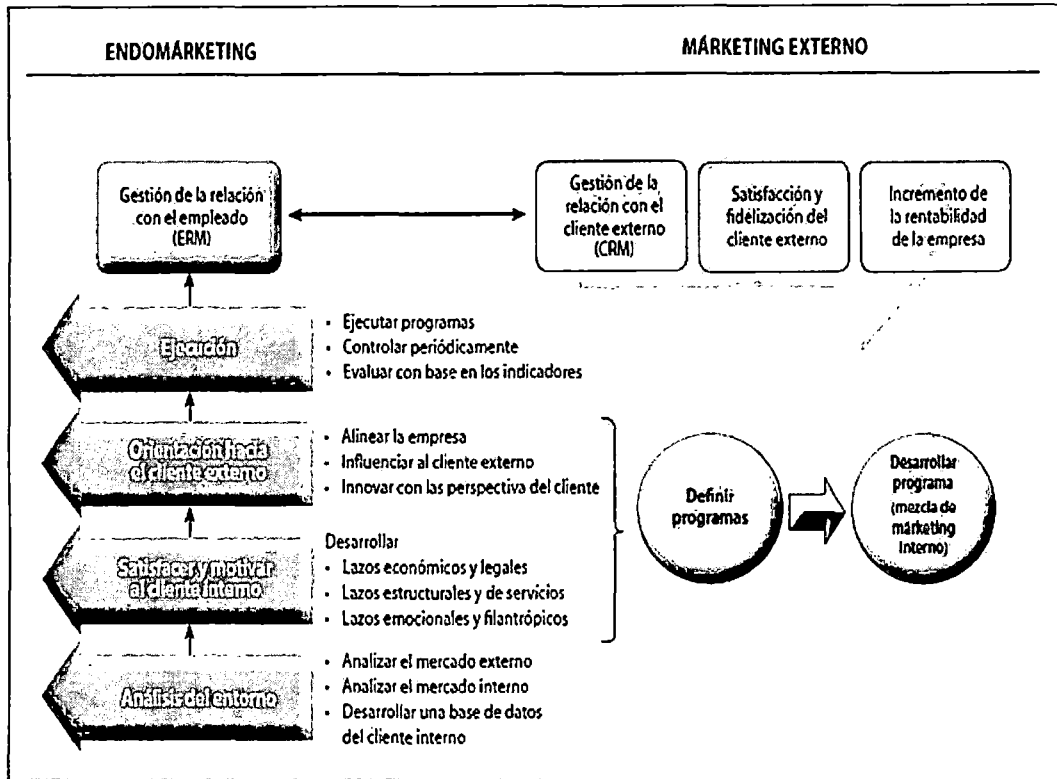 ENDOMÁRKETING
MÁRKETING EXTERNO
Gestión de la relación
con el empleado
(ERM)
Gestión de la
relación con el
cliente externo
(CRM)
Satisfacción y
fidelización del
cliente externo
Incremento de
la rentabilidad
de la empresa
Ejecución
• Ejecutar programas
• Controlar periódicamente
• Evaluar con base en los indicadores
Orientación hacia
el cliente externo
• Alinear la empresa
• Influenciar al cliente externo
• Innovar con las perspectiva del cliente
Satisfacer y motivar
al cliente interno
Desarrollar
• Lazos económicos y legales
• Lazos estructurales y de servicios
• Lazos emocionales y filantrópicos
Definir
programas
Desarrollar
programa
(mezcla de
márketing
interno)
Análisis del entorno
• Analizar el mercado externo
• Analizar el mercado interno
• Desarrollar una base de datos
del cliente interno